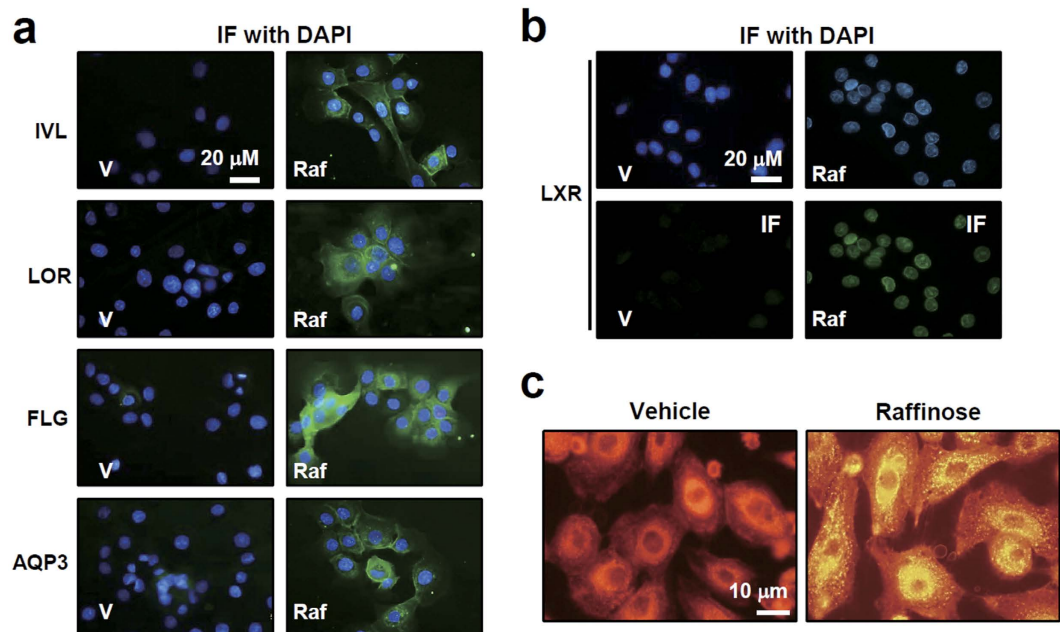 a
IF with DAPI
IVL
V
20 μM
Raf
LOR
V
Raf
FLG
V
Raf
AQP3
V
Raf
b
IF with DAPI
LXR
V
20 μM
Raf
IF
V
IF
Raf
c
Vehicle
Raffinose
10 μm